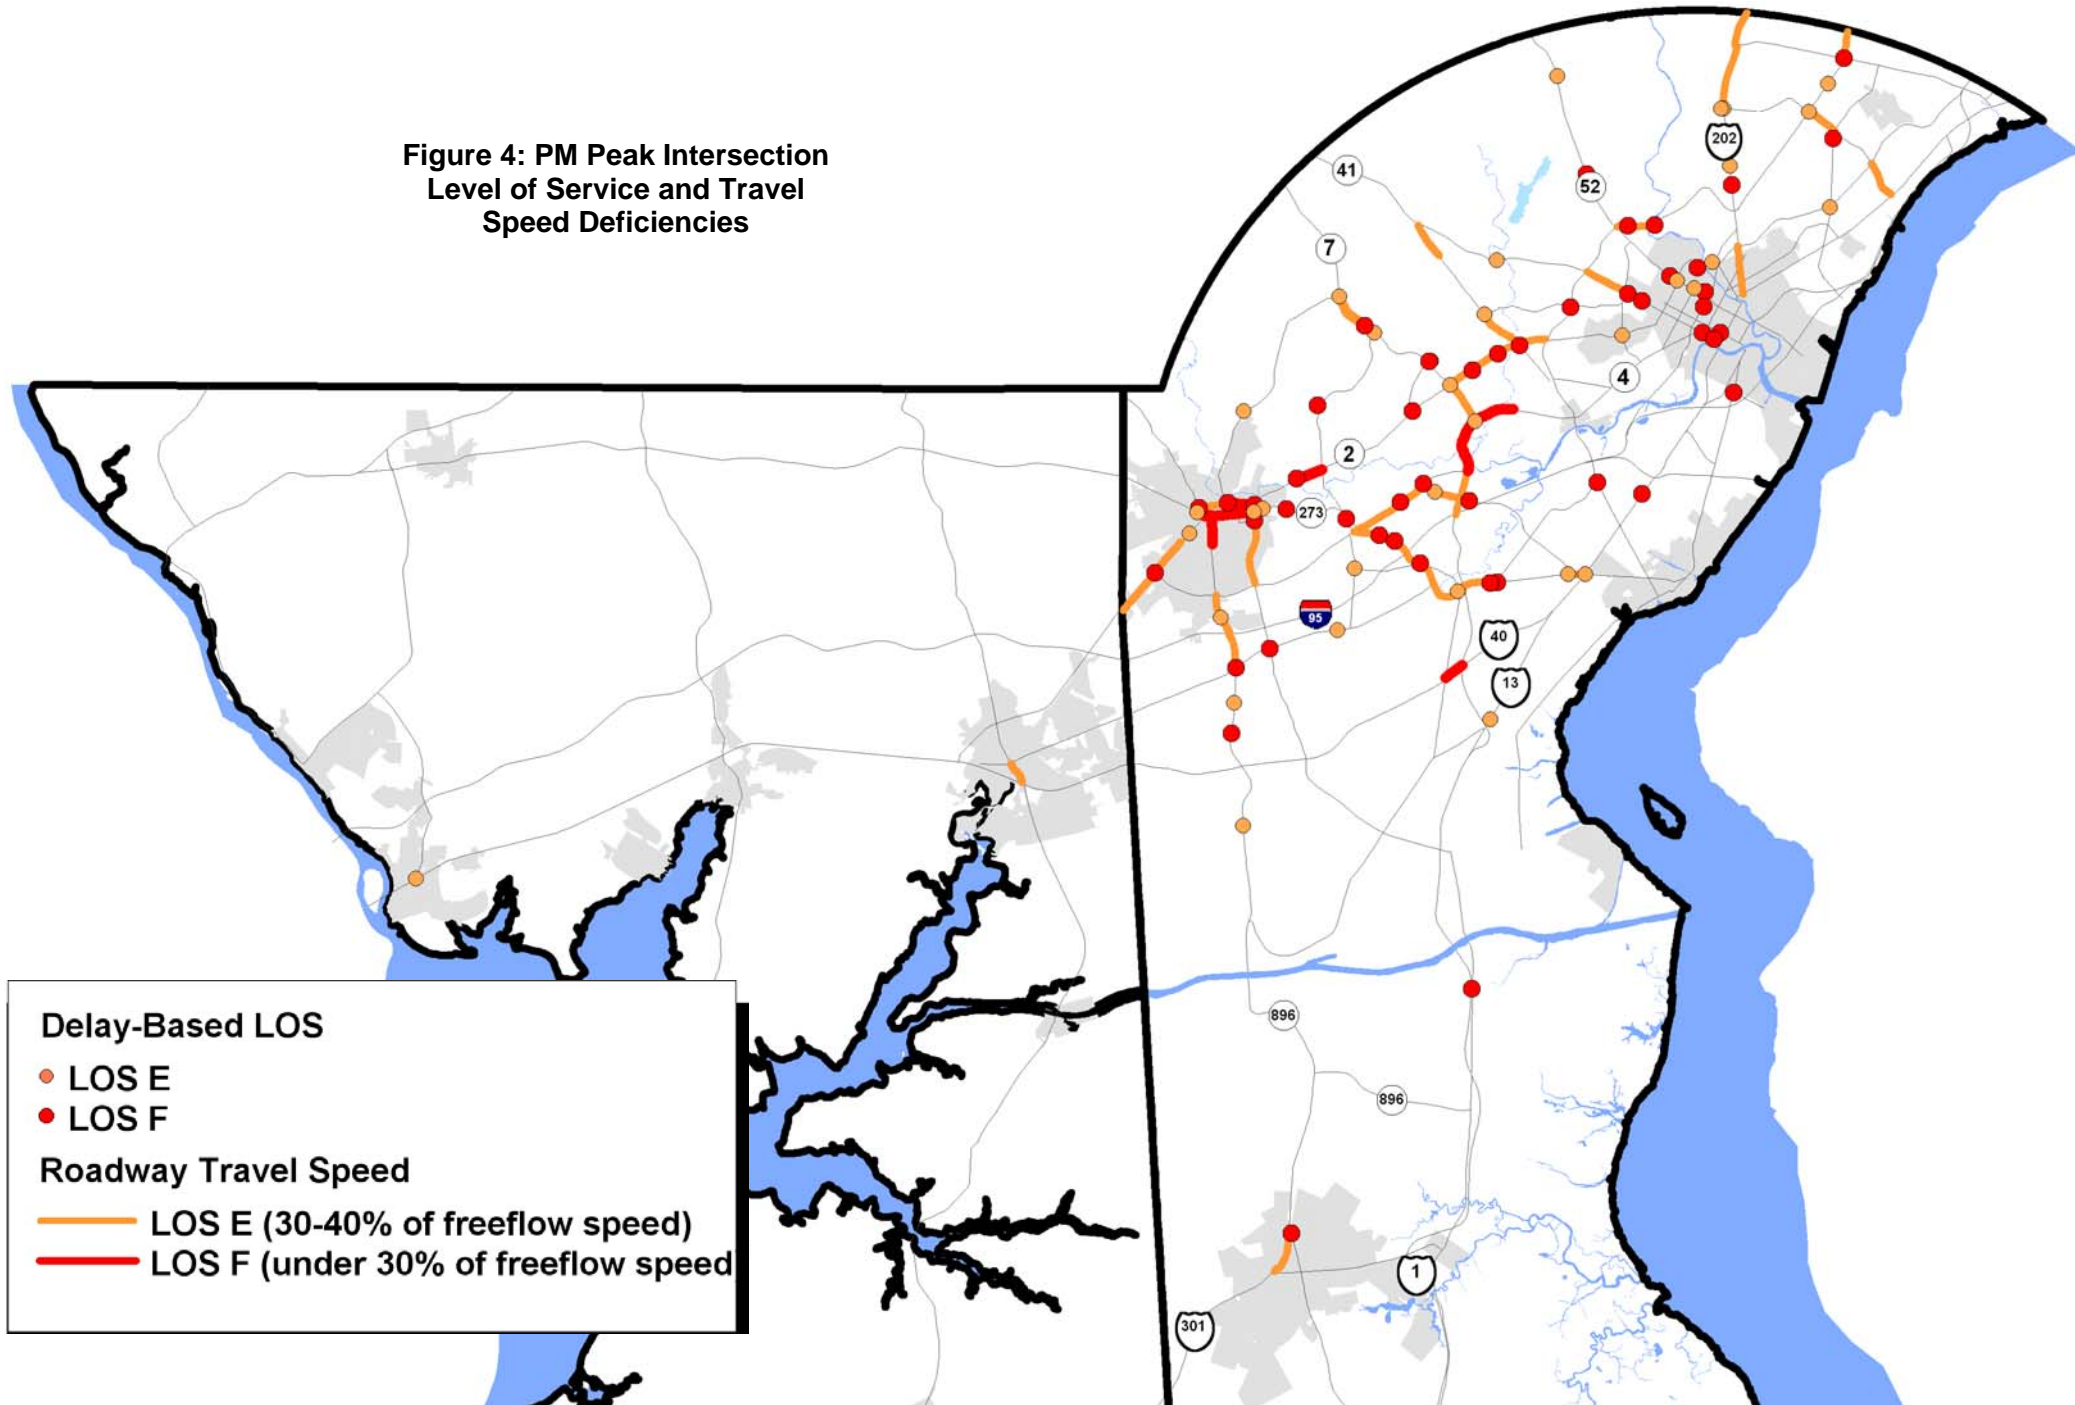 Figure 4: PM Peak Intersection
Level of Service and Travel
Speed Deficiencies
202
41
52
7
4
2
273
95
40
13
896
896
1
301
Delay-Based LOS
LOS E
LOS F
Roadway Travel Speed
LOS E (30-40% of freeflow speed)
LOS F (under 30% of freeflow speed